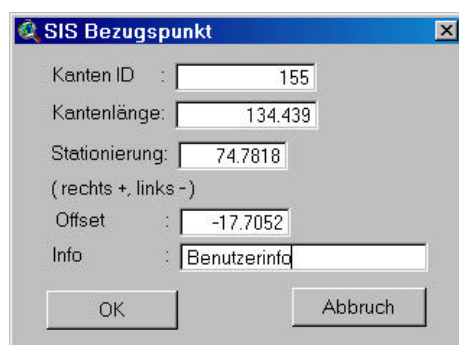 SIS Bezugspunkt
Kanten ID : 155
Kantenlänge: 134.439
Stationierung: 74.7818
( rechts +, links - )
Offset : -17.7052
Info : Benutzerinfo
OK Abbruch